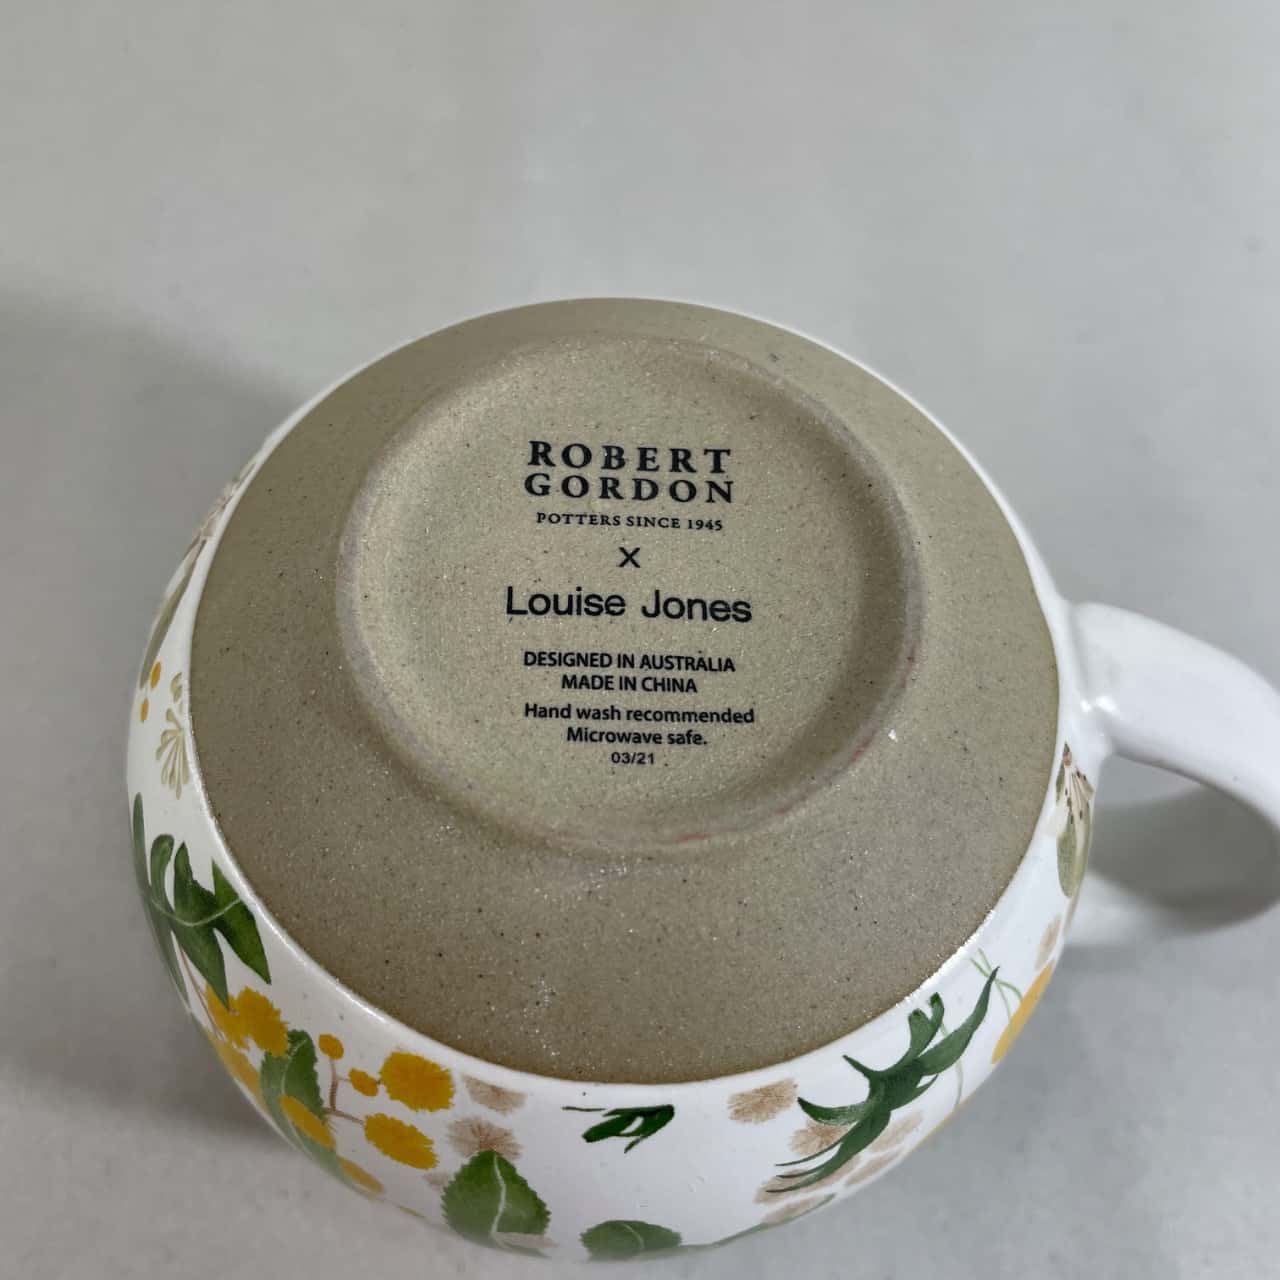 ROBERT
GORDON
POTTERS SINCE 1945
X
Louise Jones
DESIGNED IN AUSTRALIA
MADE IN CHINA
Hand wash recommended
Microwave safe.
03/21